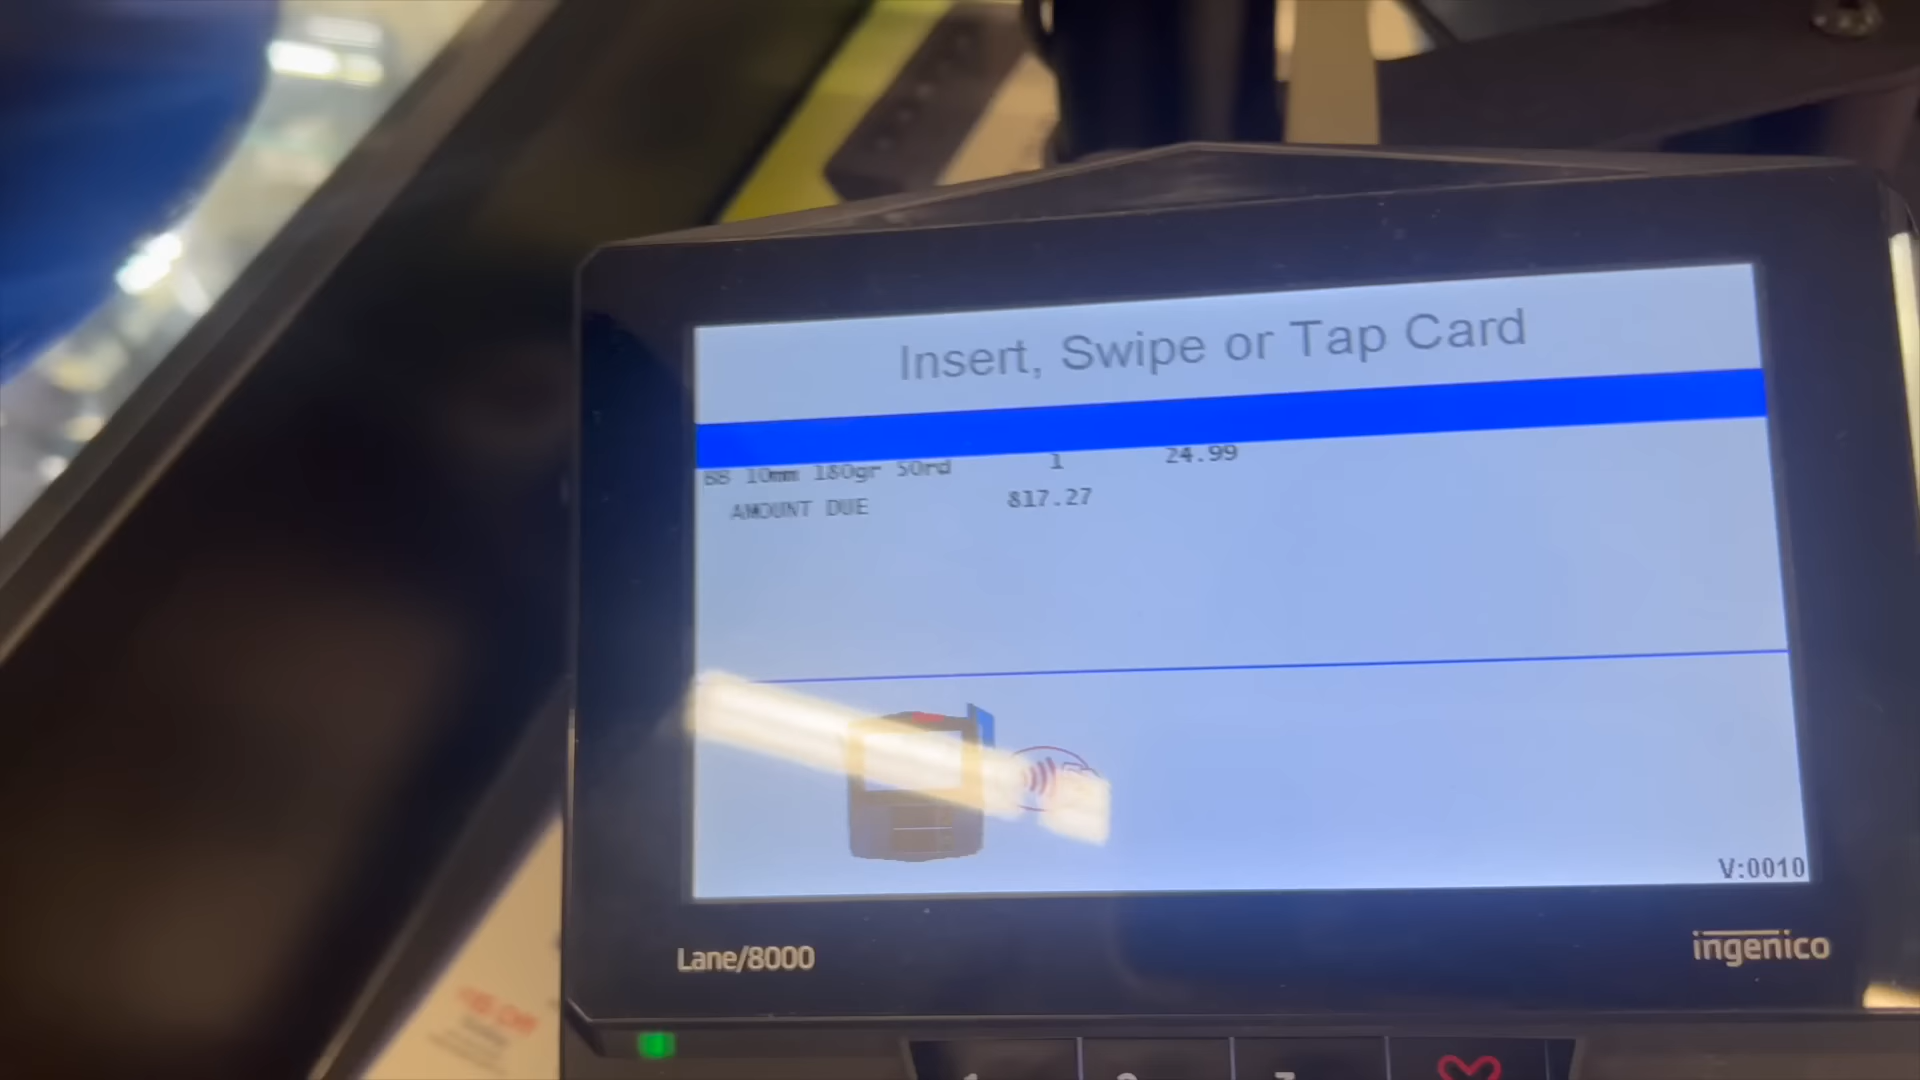 Insert, Swipe or Tap Card
BB 10mm 180gr 50rd 1 24.99
AMOUNT DUE 817.27
V:0010
Lane/8000
ingenico